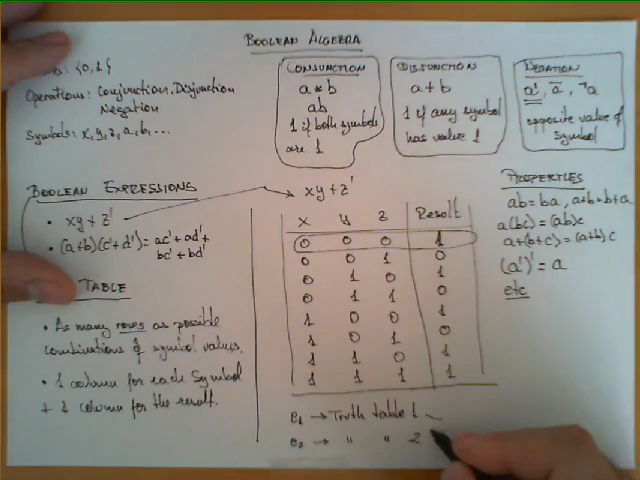 BOOLEAN ALGEBRA
: {0,1}
Operations: Conjunction, Disjunction
Negation
Symbols: x, y, z, a, b, ...
CONJUNCTION
a * b
ab
1 if both symbols
are 1
DISJUNCTION
a + b
1 if any symbol
has value 1
NEGATION
a', a̅, ¬a
opposite value of
symbol
BOOLEAN EXPRESSIONS
• xy + z'
• (a+b)(c'+d') = ac' + ad' +
bc' + bd'
TABLE
• As many rows as possible
combinations of symbol values.
• 1 column for each symbol
+ 1 column for the result.
xy + z'
x y z Result
0 0 0 1
0 0 1 0
0 1 0 1
0 1 1 0
1 0 0 1
1 0 1 0
1 1 0 1
1 1 1 1
e1 → Truth table 1
e2 → " " 2
PROPERTIES
ab = ba, a+b = b+a
a(bc) = (ab)c
a+(b+c) = (a+b) c
(a')' = a
etc